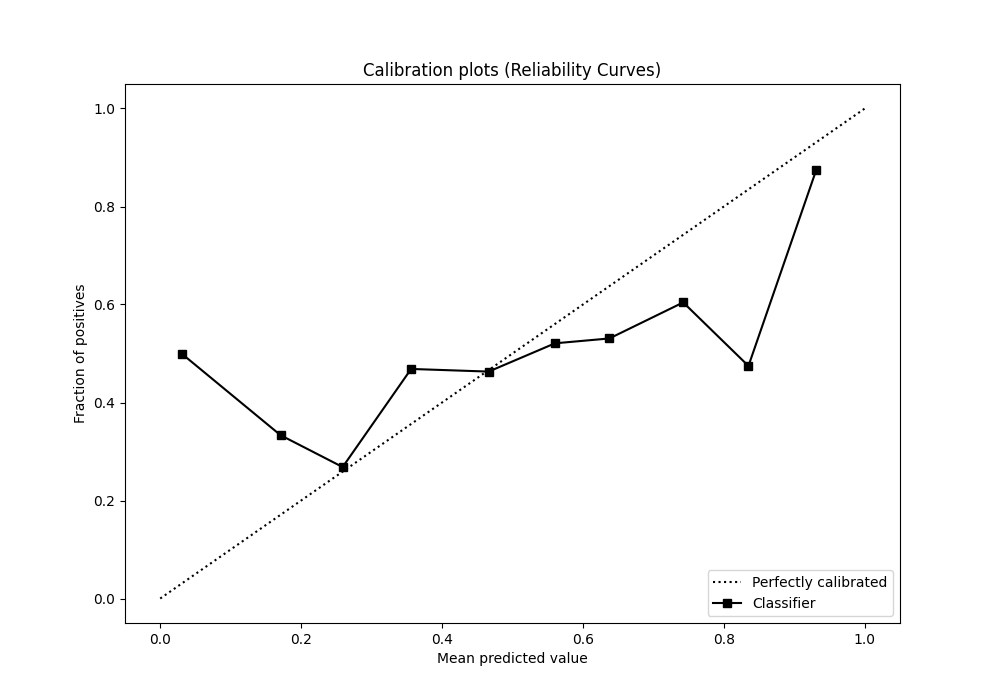 Calibration plots (Reliability Curves)
1.0
0.8
0.6
0.4
0.2
0.0
Fraction of positives
0.0 0.2 0.4 0.6 0.8 1.0
Mean predicted value
Perfectly calibrated
Classifier